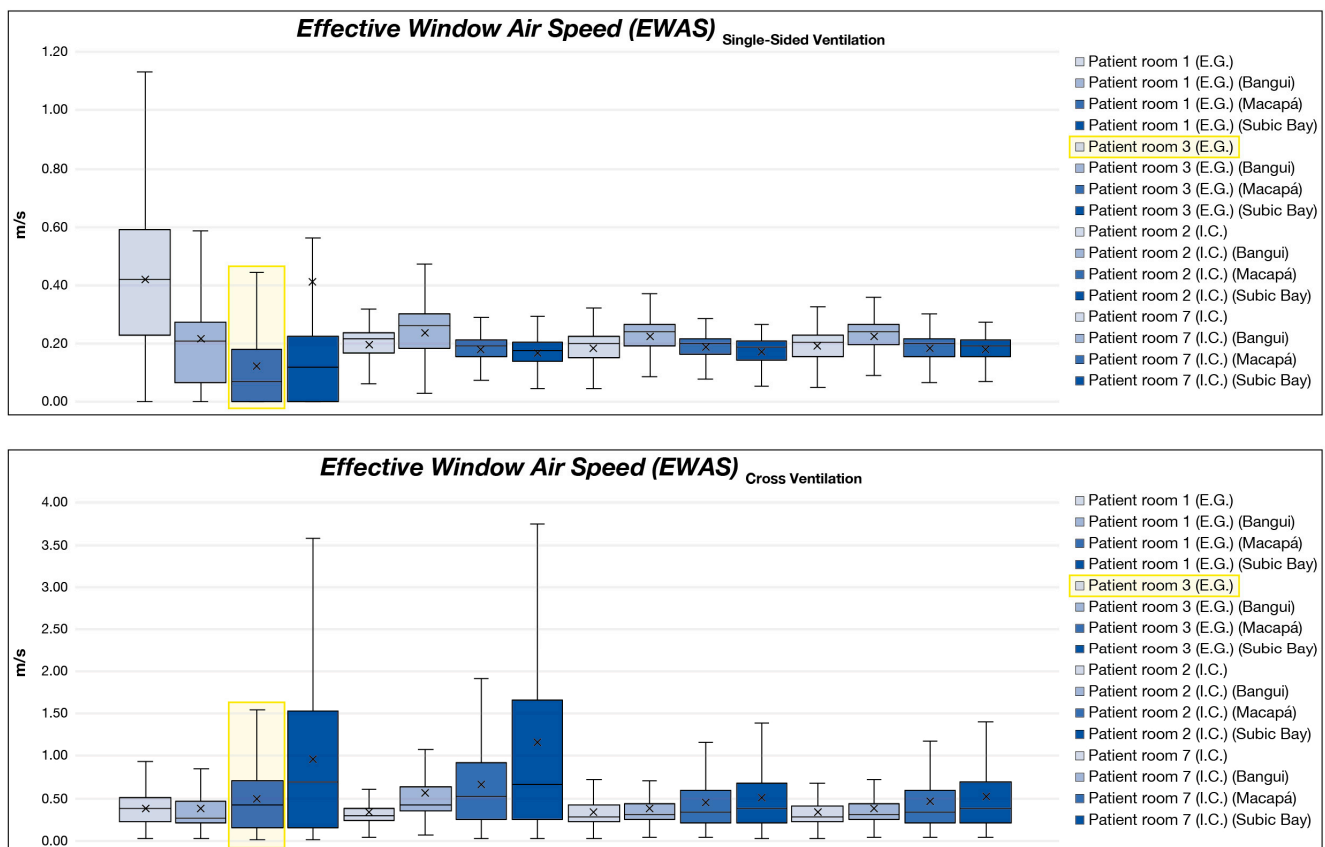 Effective Window Air Speed (EWAS) Single-Sided Ventilation
1.20
1.00
0.80
0.60
0.40
0.20
0.00
m/s
Patient room 1 (E.G.)
Patient room 1 (E.G.) (Bangui)
Patient room 1 (E.G.) (Macapá)
Patient room 1 (E.G.) (Subic Bay)
Patient room 3 (E.G.)
Patient room 3 (E.G.) (Bangui)
Patient room 3 (E.G.) (Macapá)
Patient room 3 (E.G.) (Subic Bay)
Patient room 2 (I.C.)
Patient room 2 (I.C.) (Bangui)
Patient room 2 (I.C.) (Macapá)
Patient room 2 (I.C.) (Subic Bay)
Patient room 7 (I.C.)
Patient room 7 (I.C.) (Bangui)
Patient room 7 (I.C.) (Macapá)
Patient room 7 (I.C.) (Subic Bay)
Effective Window Air Speed (EWAS) Cross Ventilation
4.00
3.50
3.00
2.50
2.00
1.50
1.00
0.50
0.00
m/s
Patient room 1 (E.G.)
Patient room 1 (E.G.) (Bangui)
Patient room 1 (E.G.) (Macapá)
Patient room 1 (E.G.) (Subic Bay)
Patient room 3 (E.G.)
Patient room 3 (E.G.) (Bangui)
Patient room 3 (E.G.) (Macapá)
Patient room 3 (E.G.) (Subic Bay)
Patient room 2 (I.C.)
Patient room 2 (I.C.) (Bangui)
Patient room 2 (I.C.) (Macapá)
Patient room 2 (I.C.) (Subic Bay)
Patient room 7 (I.C.)
Patient room 7 (I.C.) (Bangui)
Patient room 7 (I.C.) (Macapá)
Patient room 7 (I.C.) (Subic Bay)